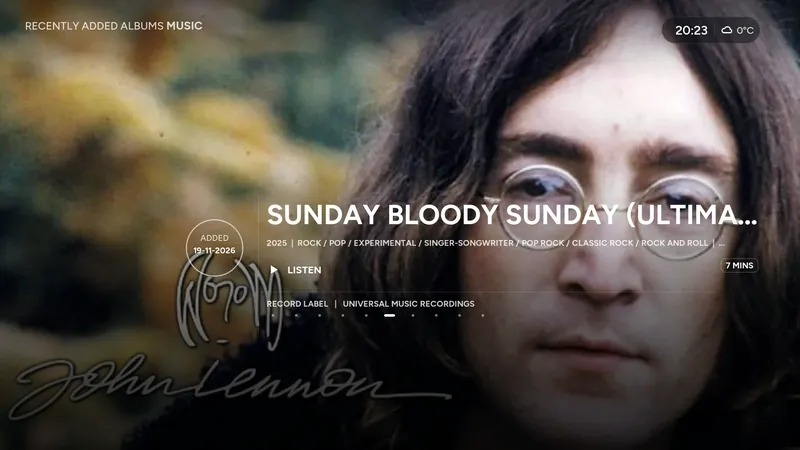 RECENTLY ADDED ALBUMS MUSIC
20:23
0°C
SUNDAY BLOODY SUNDAY (ULTIMA...
ADDED
19-11-2026
2025 | ROCK / POP / EXPERIMENTAL / SINGER-SONGWRITER / POP ROCK / CLASSIC ROCK / ROCK AND ROLL | ...
LISTEN
7 MINS
RECORD LABEL | UNIVERSAL MUSIC RECORDINGS
John Lennon